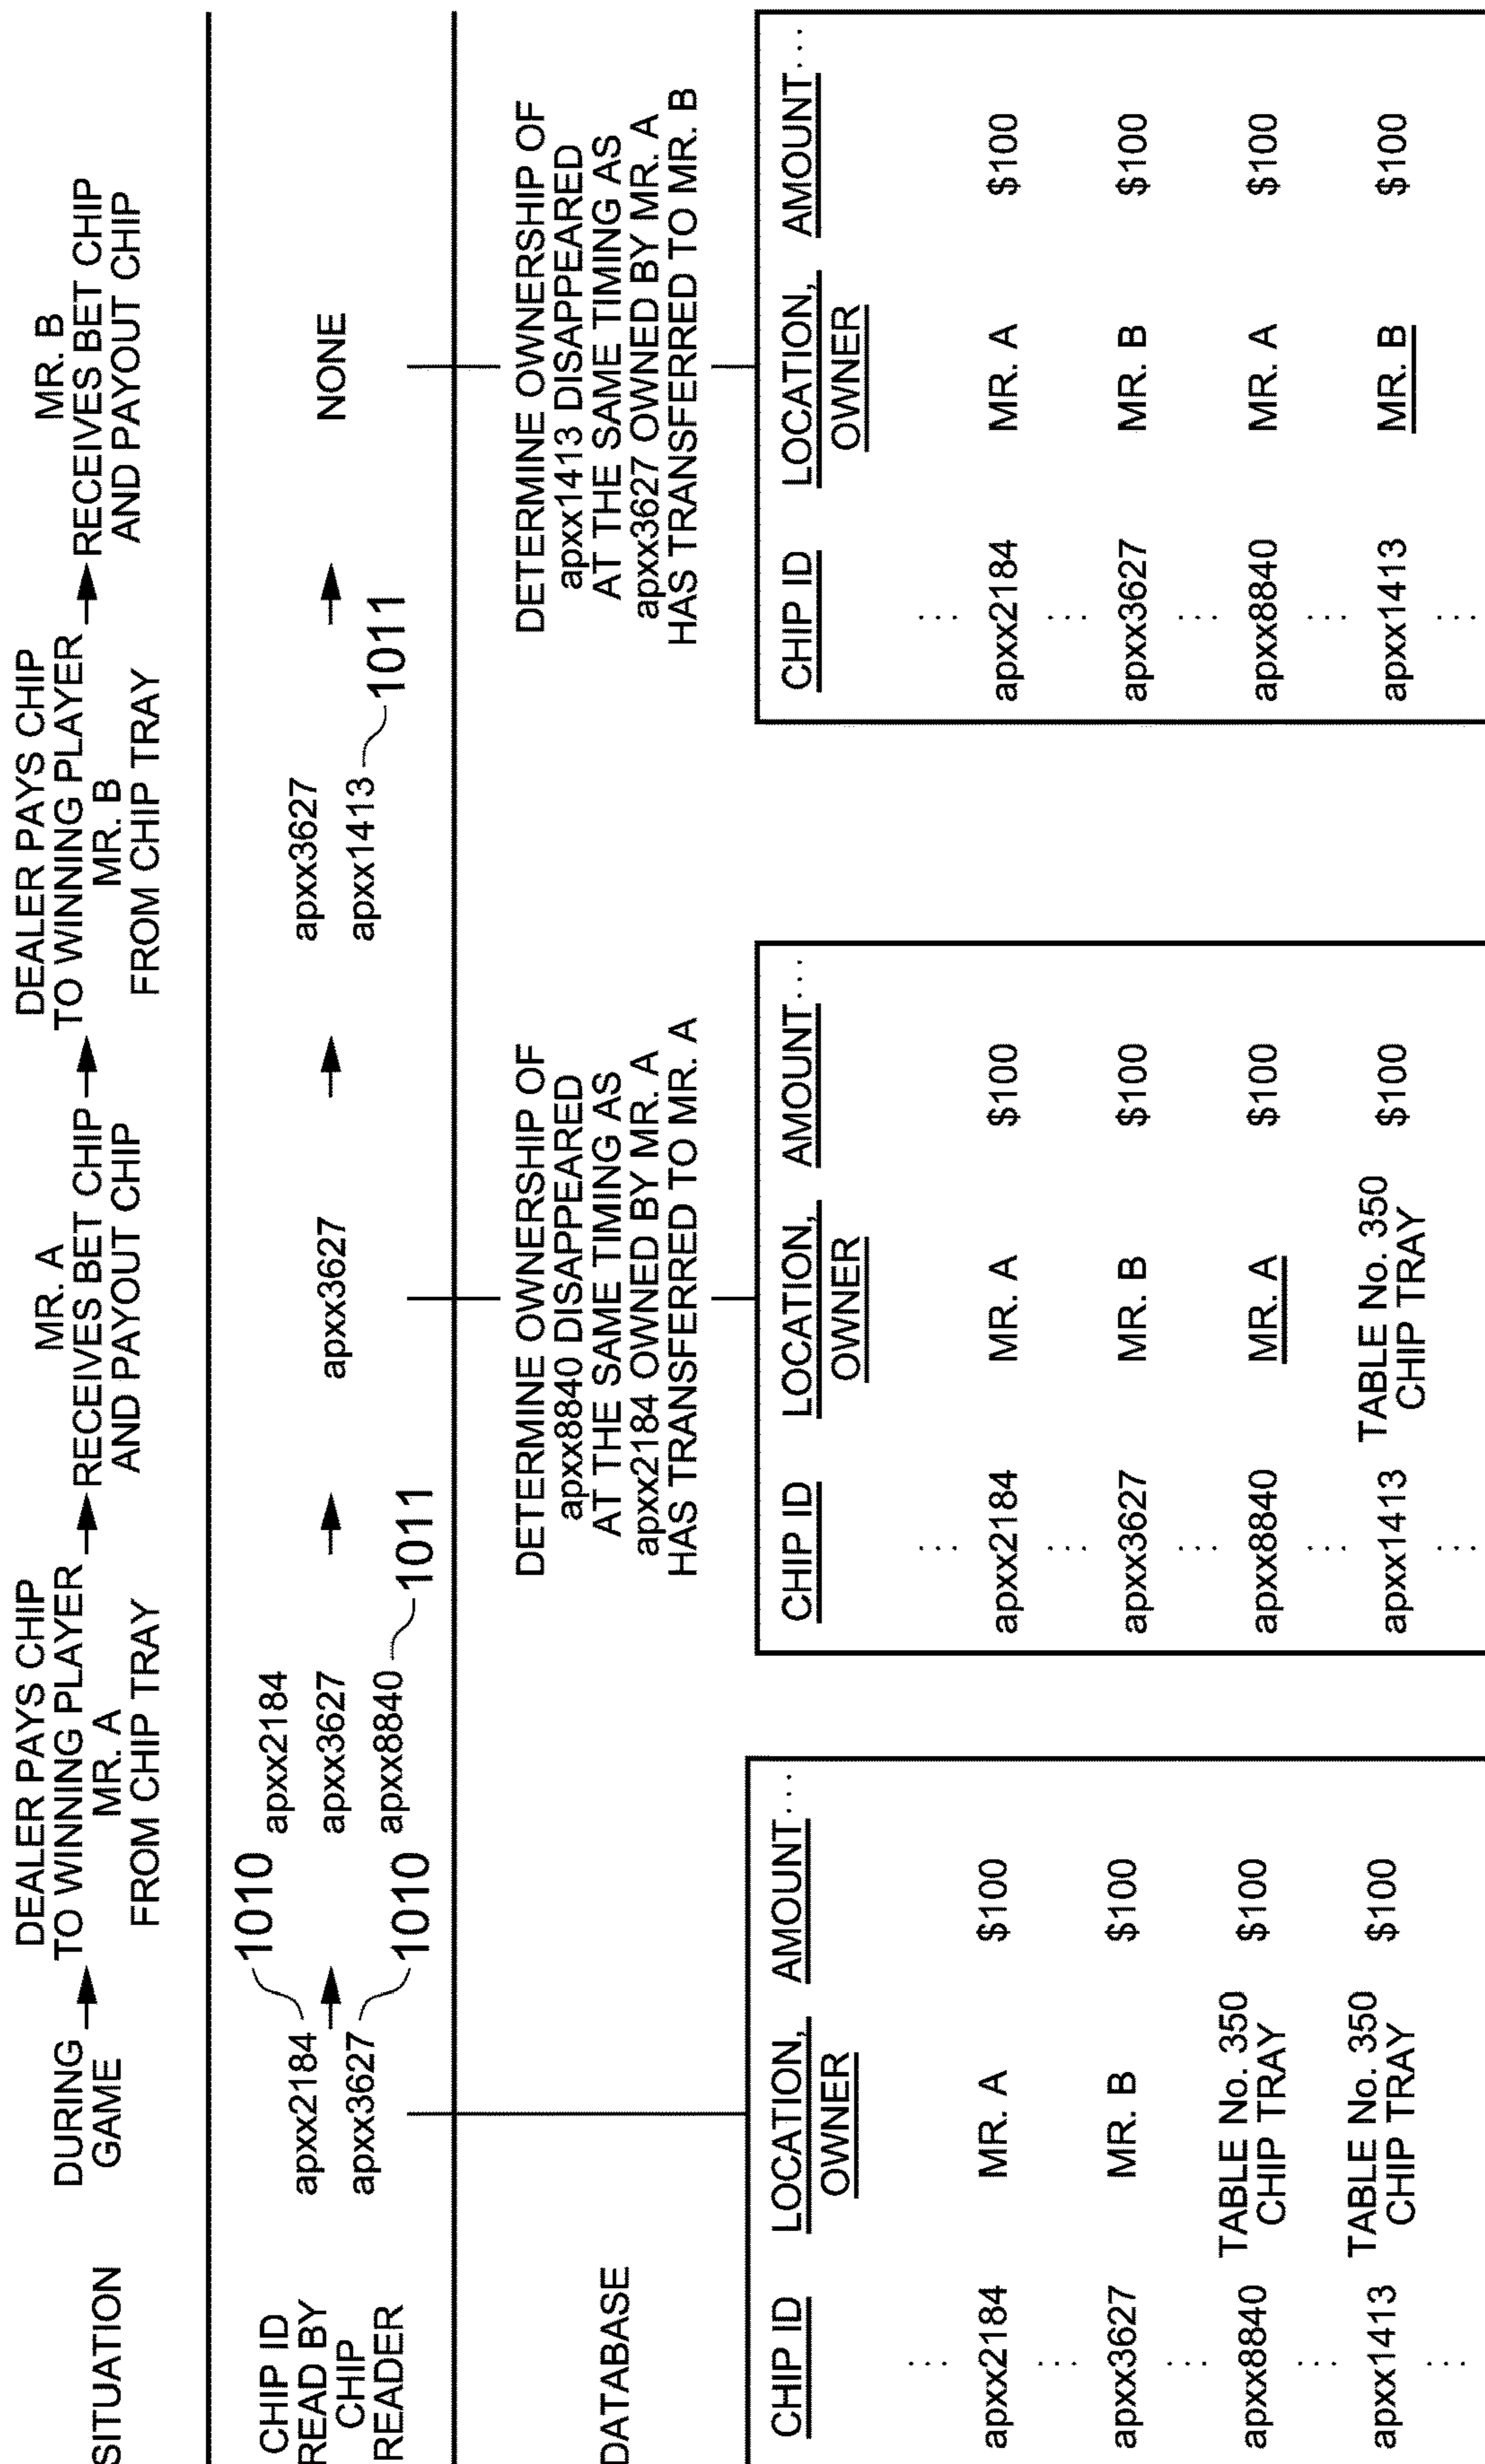 SITUATION
DURING
GAME
DEALER PAYS CHIP
TO WINNING PLAYER
MR. A
FROM CHIP TRAY
MR. A
RECEIVES BET CHIP
AND PAYOUT CHIP
DEALER PAYS CHIP
TO WINNING PLAYER
MR. B
FROM CHIP TRAY
MR. B
RECEIVES BET CHIP
AND PAYOUT CHIP
CHIP ID
READ BY
CHIP
READER
1010
apxx2184
apxx3627
1010
apxx2184
apxx3627
apxx8840
1011
apxx3627
apxx3627
apxx1413
1011
NONE
DATABASE
DETERMINE OWNERSHIP OF
apxx8840 DISAPPEARED
AT THE SAME TIMING AS
apxx2184 OWNED BY MR. A
HAS TRANSFERRED TO MR. A
DETERMINE OWNERSHIP OF
apxx1413 DISAPPEARED
AT THE SAME TIMING AS
apxx3627 OWNED BY MR. A
HAS TRANSFERRED TO MR. B
CHIP ID LOCATION, OWNER AMOUNT...
...
apxx2184 MR. A $100
...
apxx3627 MR. B $100
...
apxx8840 TABLE No. 350 CHIP TRAY $100
...
apxx1413 TABLE No. 350 CHIP TRAY $100
...
CHIP ID LOCATION, OWNER AMOUNT...
...
apxx2184 MR. A $100
...
apxx3627 MR. B $100
...
apxx8840 MR. A $100
...
apxx1413 TABLE No. 350 CHIP TRAY $100
...
CHIP ID LOCATION, OWNER AMOUNT...
...
apxx2184 MR. A $100
...
apxx3627 MR. B $100
...
apxx8840 MR. A $100
...
apxx1413 MR. B $100
...